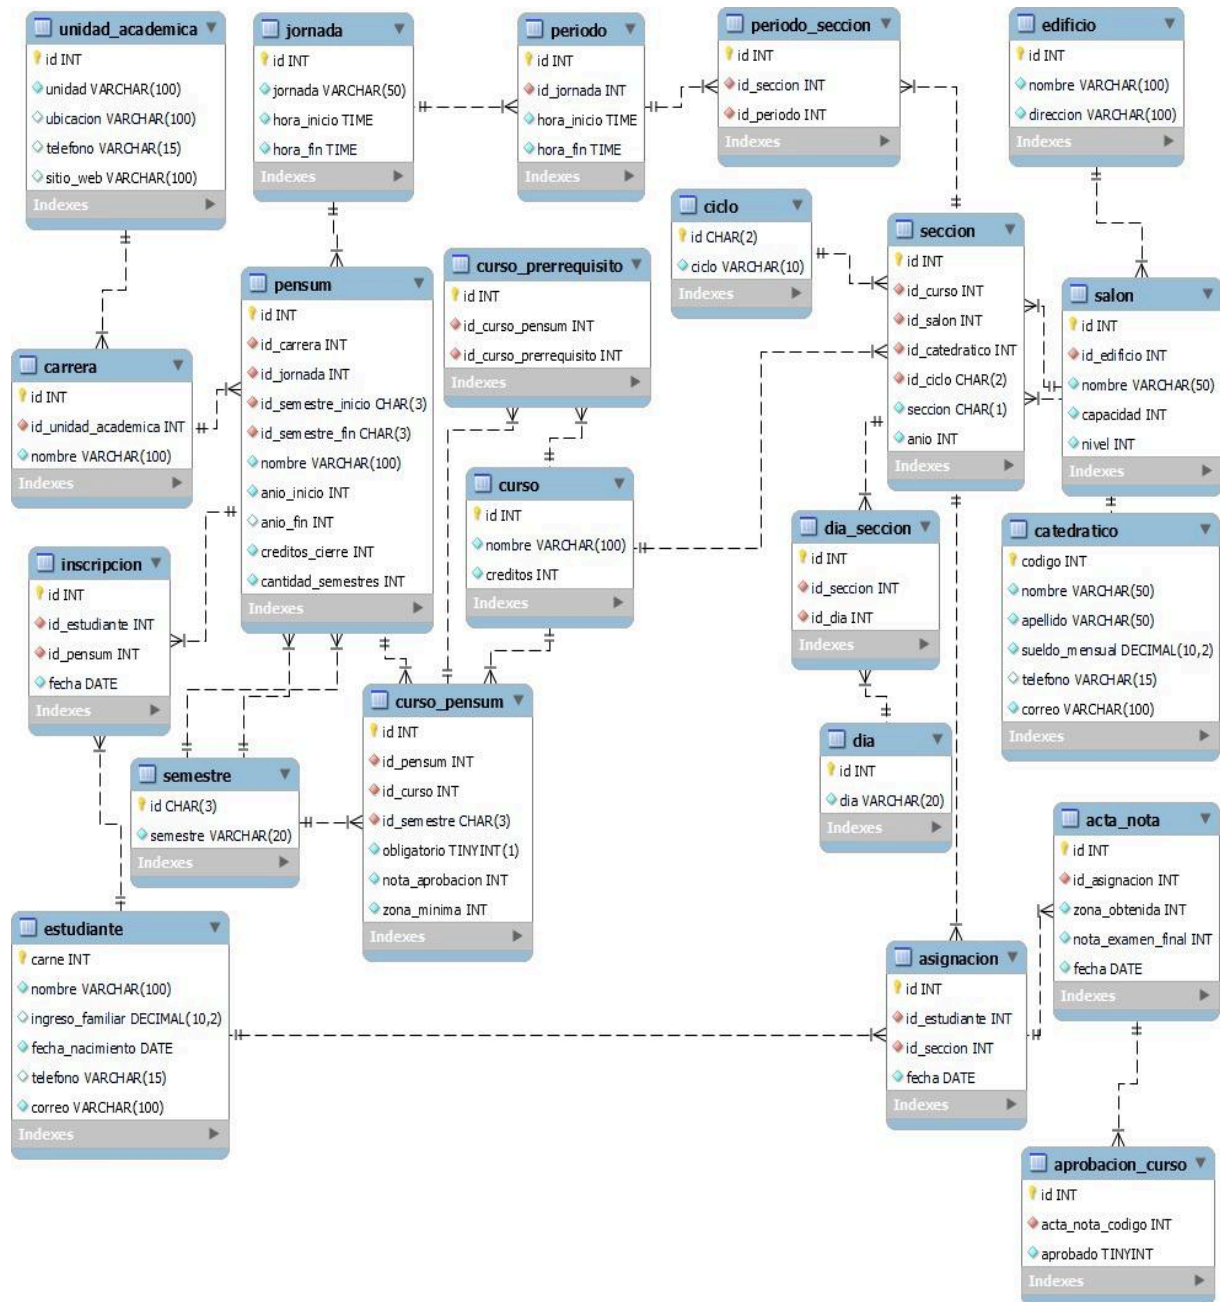 unidad_academica
id INT
unidad VARCHAR(100)
ubicacion VARCHAR(100)
telefono VARCHAR(15)
sitio_web VARCHAR(100)
Indexes
jornada
id INT
jornada VARCHAR(50)
hora_inicio TIME
hora_fin TIME
Indexes
periodo
id INT
id_jornada INT
hora_inicio TIME
hora_fin TIME
Indexes
periodo_seccion
id INT
id_seccion INT
id_periodo INT
Indexes
edificio
id INT
nombre VARCHAR(100)
direccion VARCHAR(100)
Indexes
ciclo
id CHAR(2)
ciclo VARCHAR(10)
Indexes
seccion
id INT
id_curso INT
id_salon INT
id_catedratico INT
id_ciclo CHAR(2)
seccion CHAR(1)
anio INT
Indexes
curso_prerrequisito
id INT
id_curso_pensum INT
id_curso_prerrequisito INT
Indexes
pensum
id INT
id_carrera INT
id_jornada INT
id_semestre_inicio CHAR(3)
id_semestre_fin CHAR(3)
nombre VARCHAR(100)
anio_inicio INT
anio_fin INT
creditos_cierre INT
cantidad_semestres INT
Indexes
salon
id INT
id_edificio INT
nombre VARCHAR(50)
capacidad INT
nivel INT
Indexes
carrera
id INT
id_unidad_academica INT
nombre VARCHAR(100)
Indexes
curso
id INT
nombre VARCHAR(100)
creditos INT
Indexes
dia_seccion
id INT
id_seccion INT
id_dia INT
Indexes
catedratico
codigo INT
nombre VARCHAR(50)
apellido VARCHAR(50)
sueldo_mensual DECIMAL(10,2)
telefono VARCHAR(15)
correo VARCHAR(100)
Indexes
inscripcion
id INT
id_estudiante INT
id_pensum INT
fecha DATE
Indexes
curso_pensum
id INT
id_pensum INT
id_curso INT
id_semestre CHAR(3)
obligatorio TINYINT(1)
nota_aprobacion INT
zona_minima INT
Indexes
dia
id INT
dia VARCHAR(20)
Indexes
semestre
id CHAR(3)
semestre VARCHAR(20)
Indexes
acta_nota
id INT
id_asignacion INT
zona_obtenida INT
nota_examen_final INT
fecha DATE
Indexes
estudiante
carne INT
nombre VARCHAR(100)
ingreso_familiar DECIMAL(10,2)
fecha_nacimiento DATE
telefono VARCHAR(15)
correo VARCHAR(100)
Indexes
asignacion
id INT
id_estudiante INT
id_seccion INT
fecha DATE
Indexes
aprobacion_curso
id INT
acta_nota_codigo INT
aprobado TINYINT
Indexes